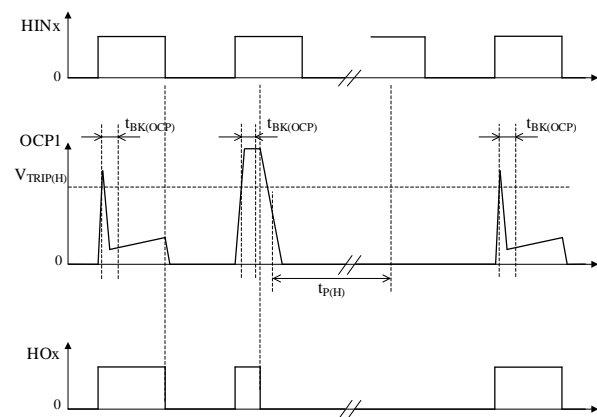 HINx
0
tBK(OCP)
tBK(OCP)
tBK(OCP)
OCP1
VTRIP(H)
0
tP(H)
HOx
0